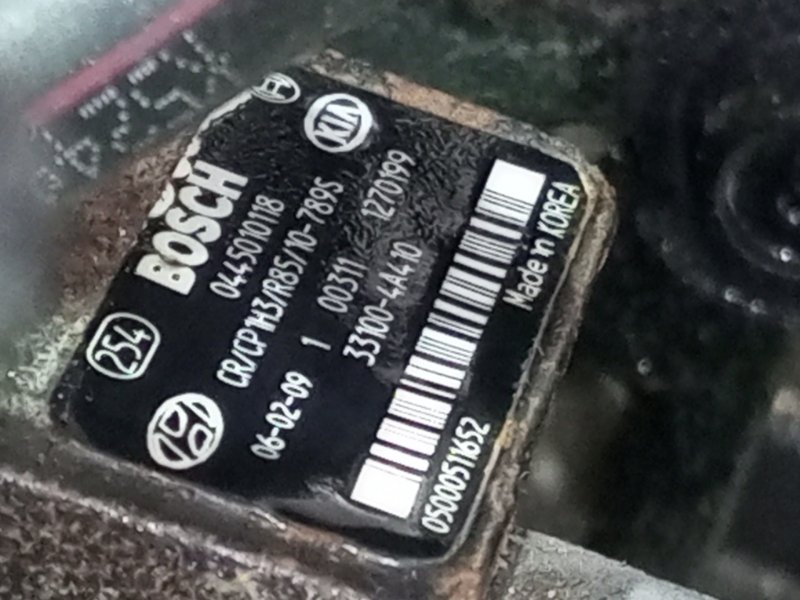 BOSCH
KIA
254
0445010118
CR/CP1H3/R85/10-789S
06-02-09 1 00311 1270199
33100-4A410
Made in KOREA
0500051652